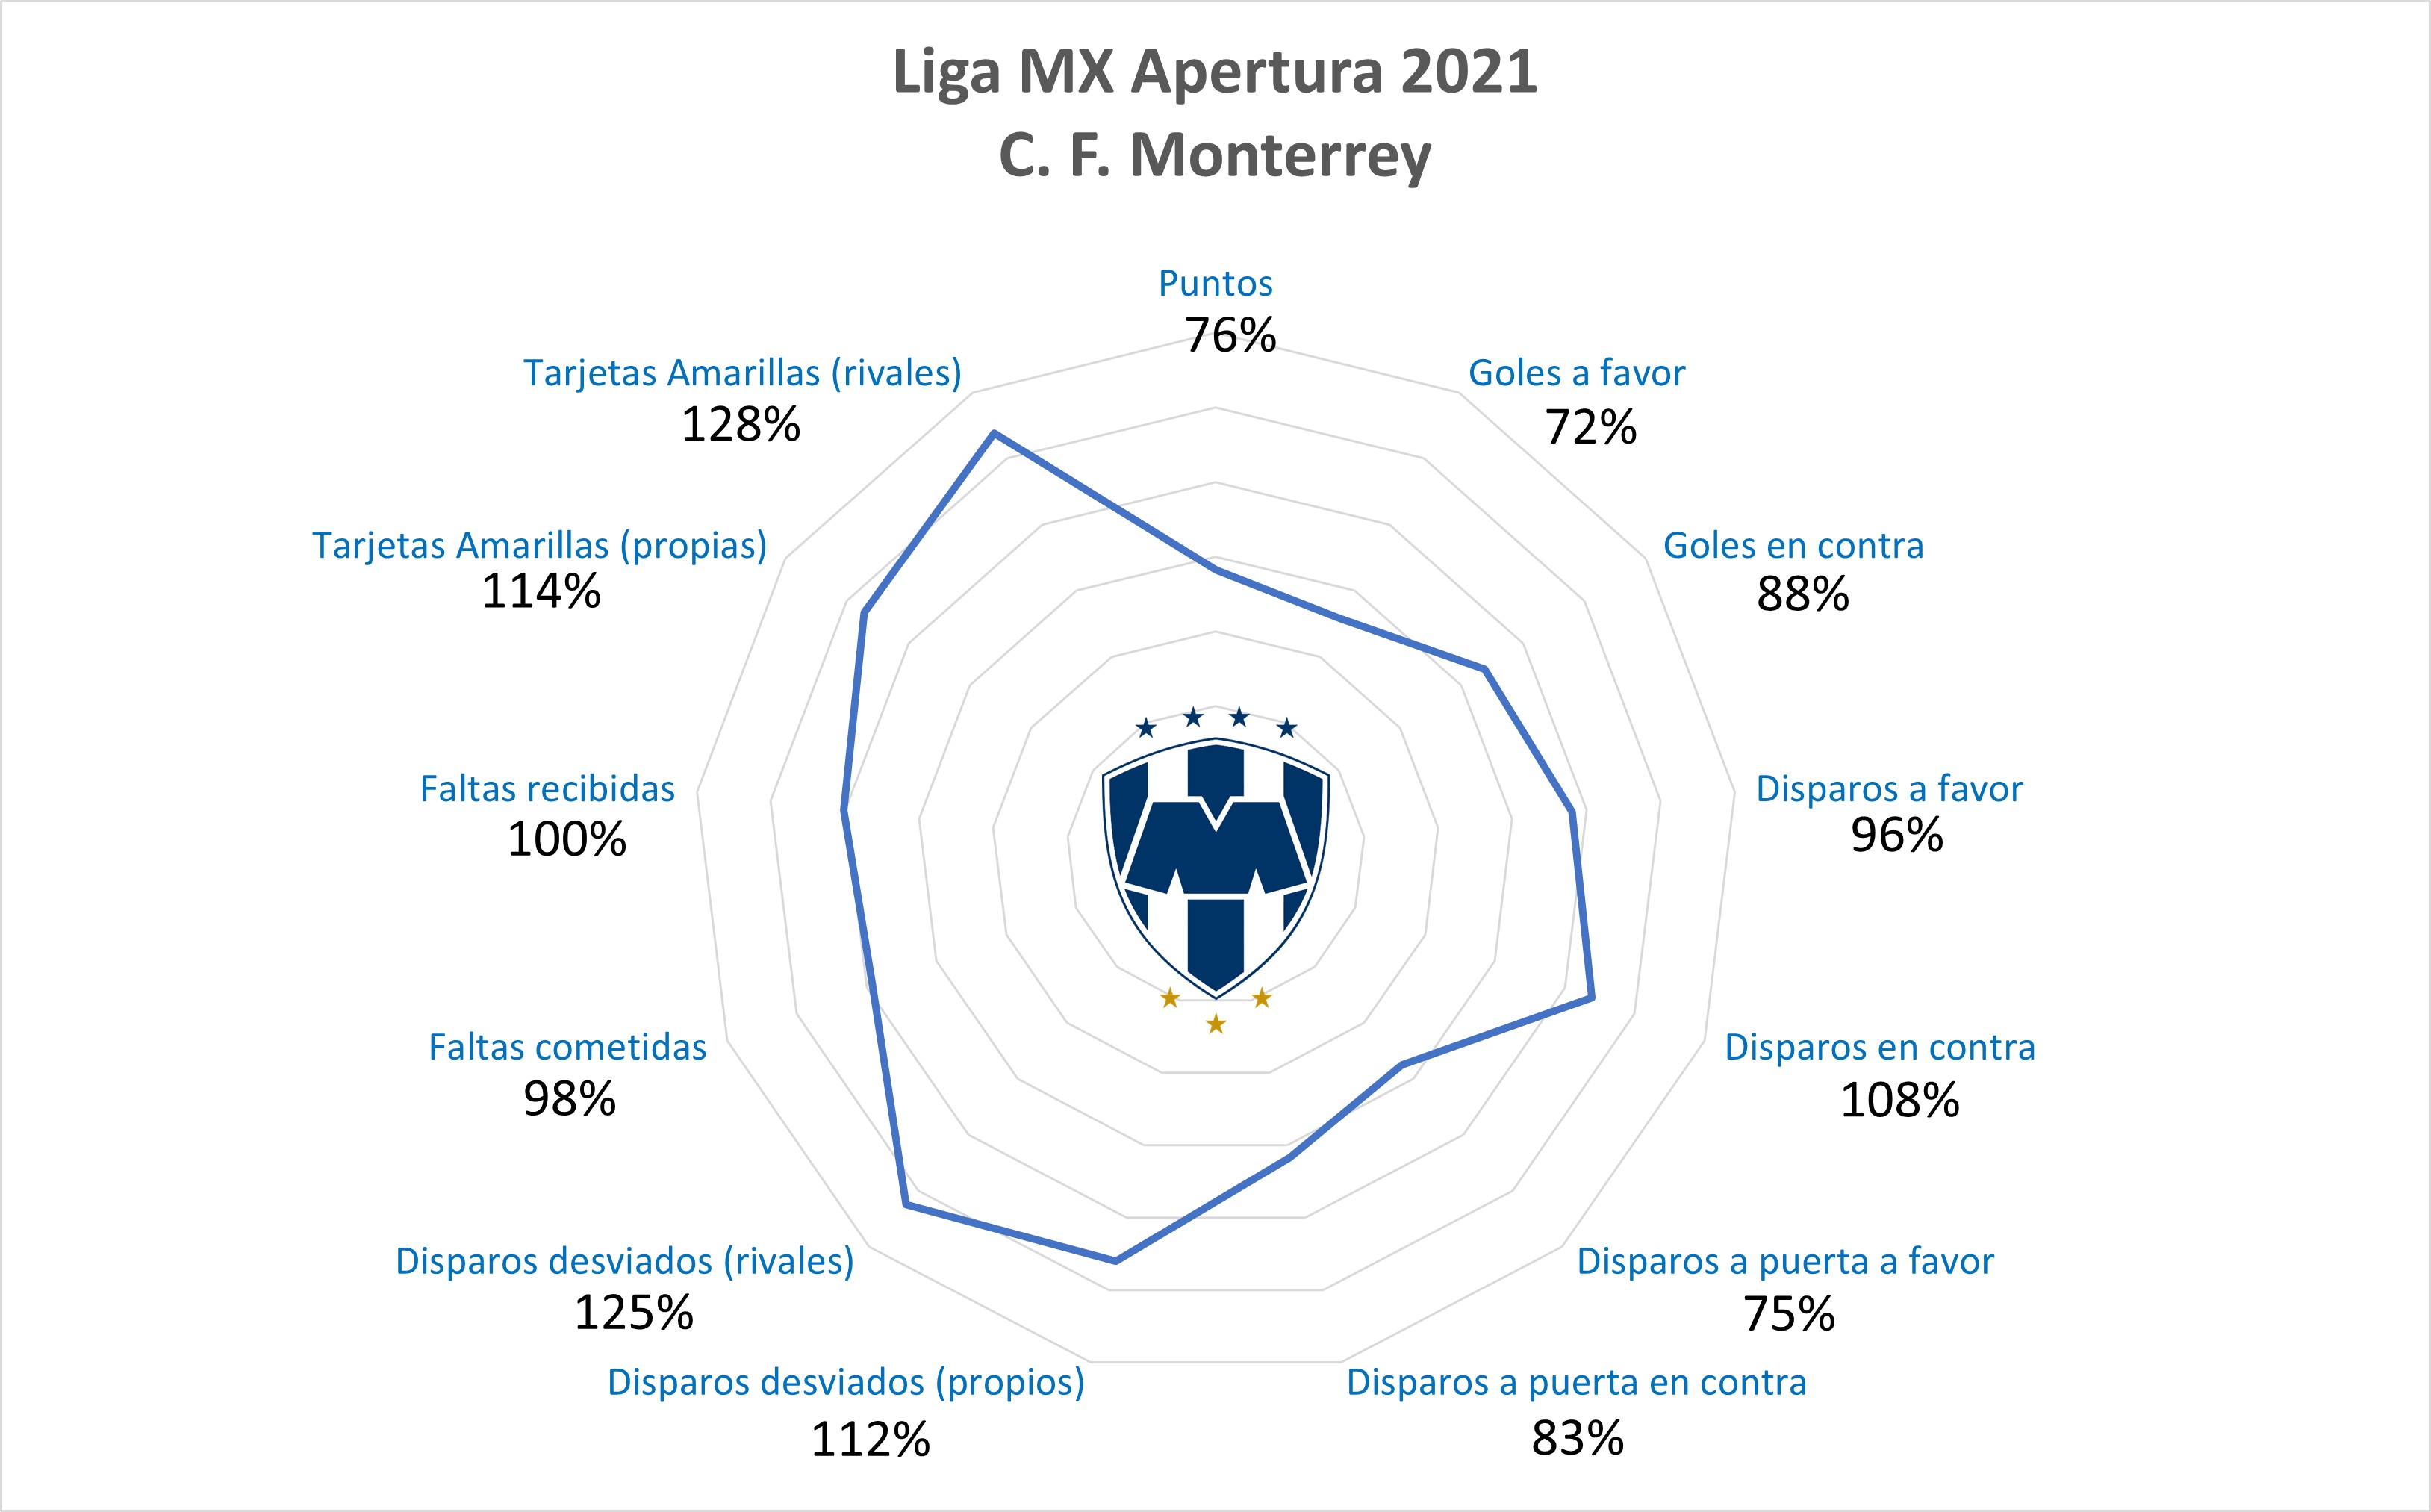 Liga MX Apertura 2021
C. F. Monterrey
Puntos
76%
Goles a favor
72%
Goles en contra
88%
Disparos a favor
96%
Disparos en contra
108%
Disparos a puerta a favor
75%
Disparos a puerta en contra
83%
Disparos desviados (propios)
112%
Disparos desviados (rivales)
125%
Faltas cometidas
98%
Faltas recibidas
100%
Tarjetas Amarillas (propias)
114%
Tarjetas Amarillas (rivales)
128%
M